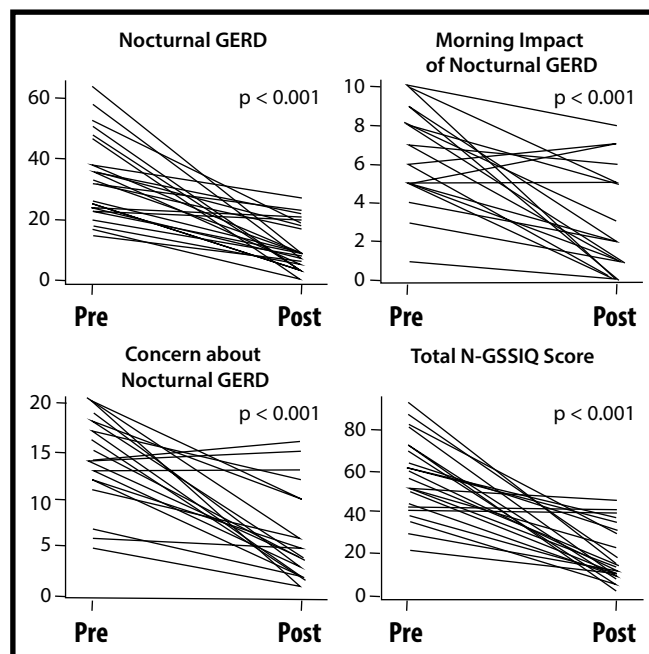 Nocturnal GERD
p < 0.001
60
40
20
0
Pre Post
Morning Impact
of Nocturnal GERD
p < 0.001
10
8
6
4
2
0
Pre Post
Concern about
Nocturnal GERD
p < 0.001
20
15
10
5
0
Pre Post
Total N-GSSIQ Score
p < 0.001
80
60
40
20
0
Pre Post